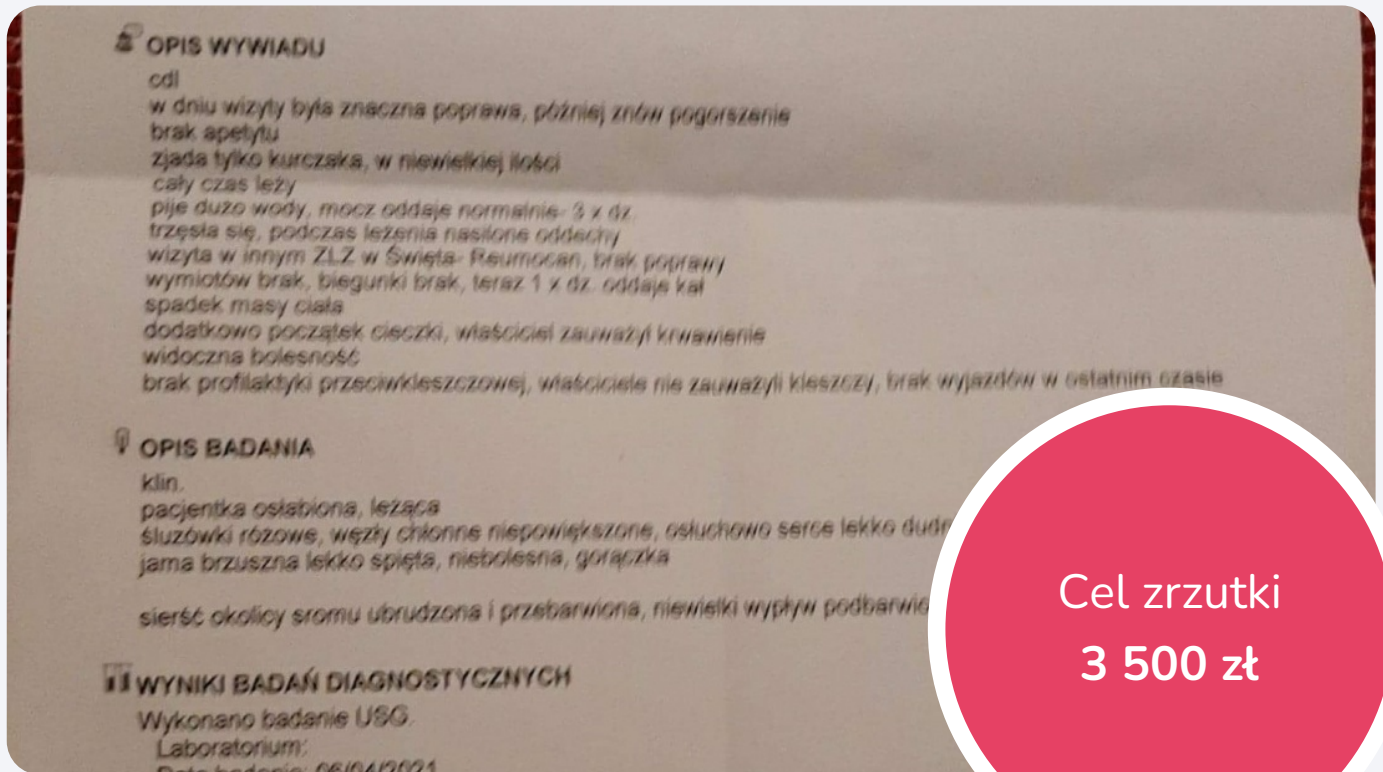 OPIS WYWIADU
cdl
w dniu wizyty była znaczna poprawa, później znów pogorszenie
brak apetytu
zjada tylko kurczaka, w niewielkiej ilości
cały czas leży
pije dużo wody, mocz oddaje normalnie- 3 x dz.
trzęsła się, podczas leżenia nasilone oddechy
wizyta w innym ZLZ w Święta- Reumocan, brak poprawy
wymiotów brak, biegunki brak, teraz 1 x dz. oddaje kał
spadek masy ciała
dodatkowo początek cieczki, właściciel zauważył krwawienie
widoczna bolesność
brak profilaktyki przeciwkleszczowej, właściciele nie zauważyli kleszczy, brak wyjazdów w ostatnim czasie
OPIS BADANIA
klin.
pacjentka osłabiona, leżąca
śluzówki różowe, węzły chłonne niepowiększone, osłuchowo serce lekko
jama brzuszna lekko spięta, niebolesna, gorączka
sierść okolicy sromu ubrudzona i przebarwiona, niewielki wypływ
WYNIKI BADAŃ DIAGNOSTYCZNYCH
Wykonano badanie USG.
Laboratorium:
Data badania: 06/04/2021
Cel zrzutki
3 500 zł